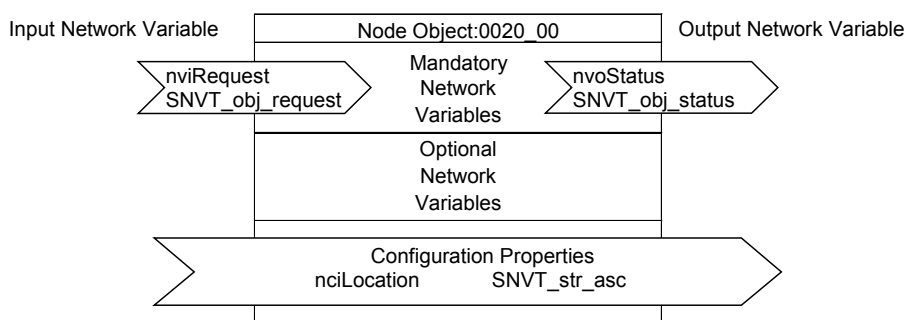 Input Network Variable
Node Object:0020_00
Output Network Variable
Mandatory
Network
Variables
nviRequest
SNVT_obj_request
nvoStatus
SNVT_obj_status
Optional
Network
Variables
Configuration Properties
nciLocation SNVT_str_asc